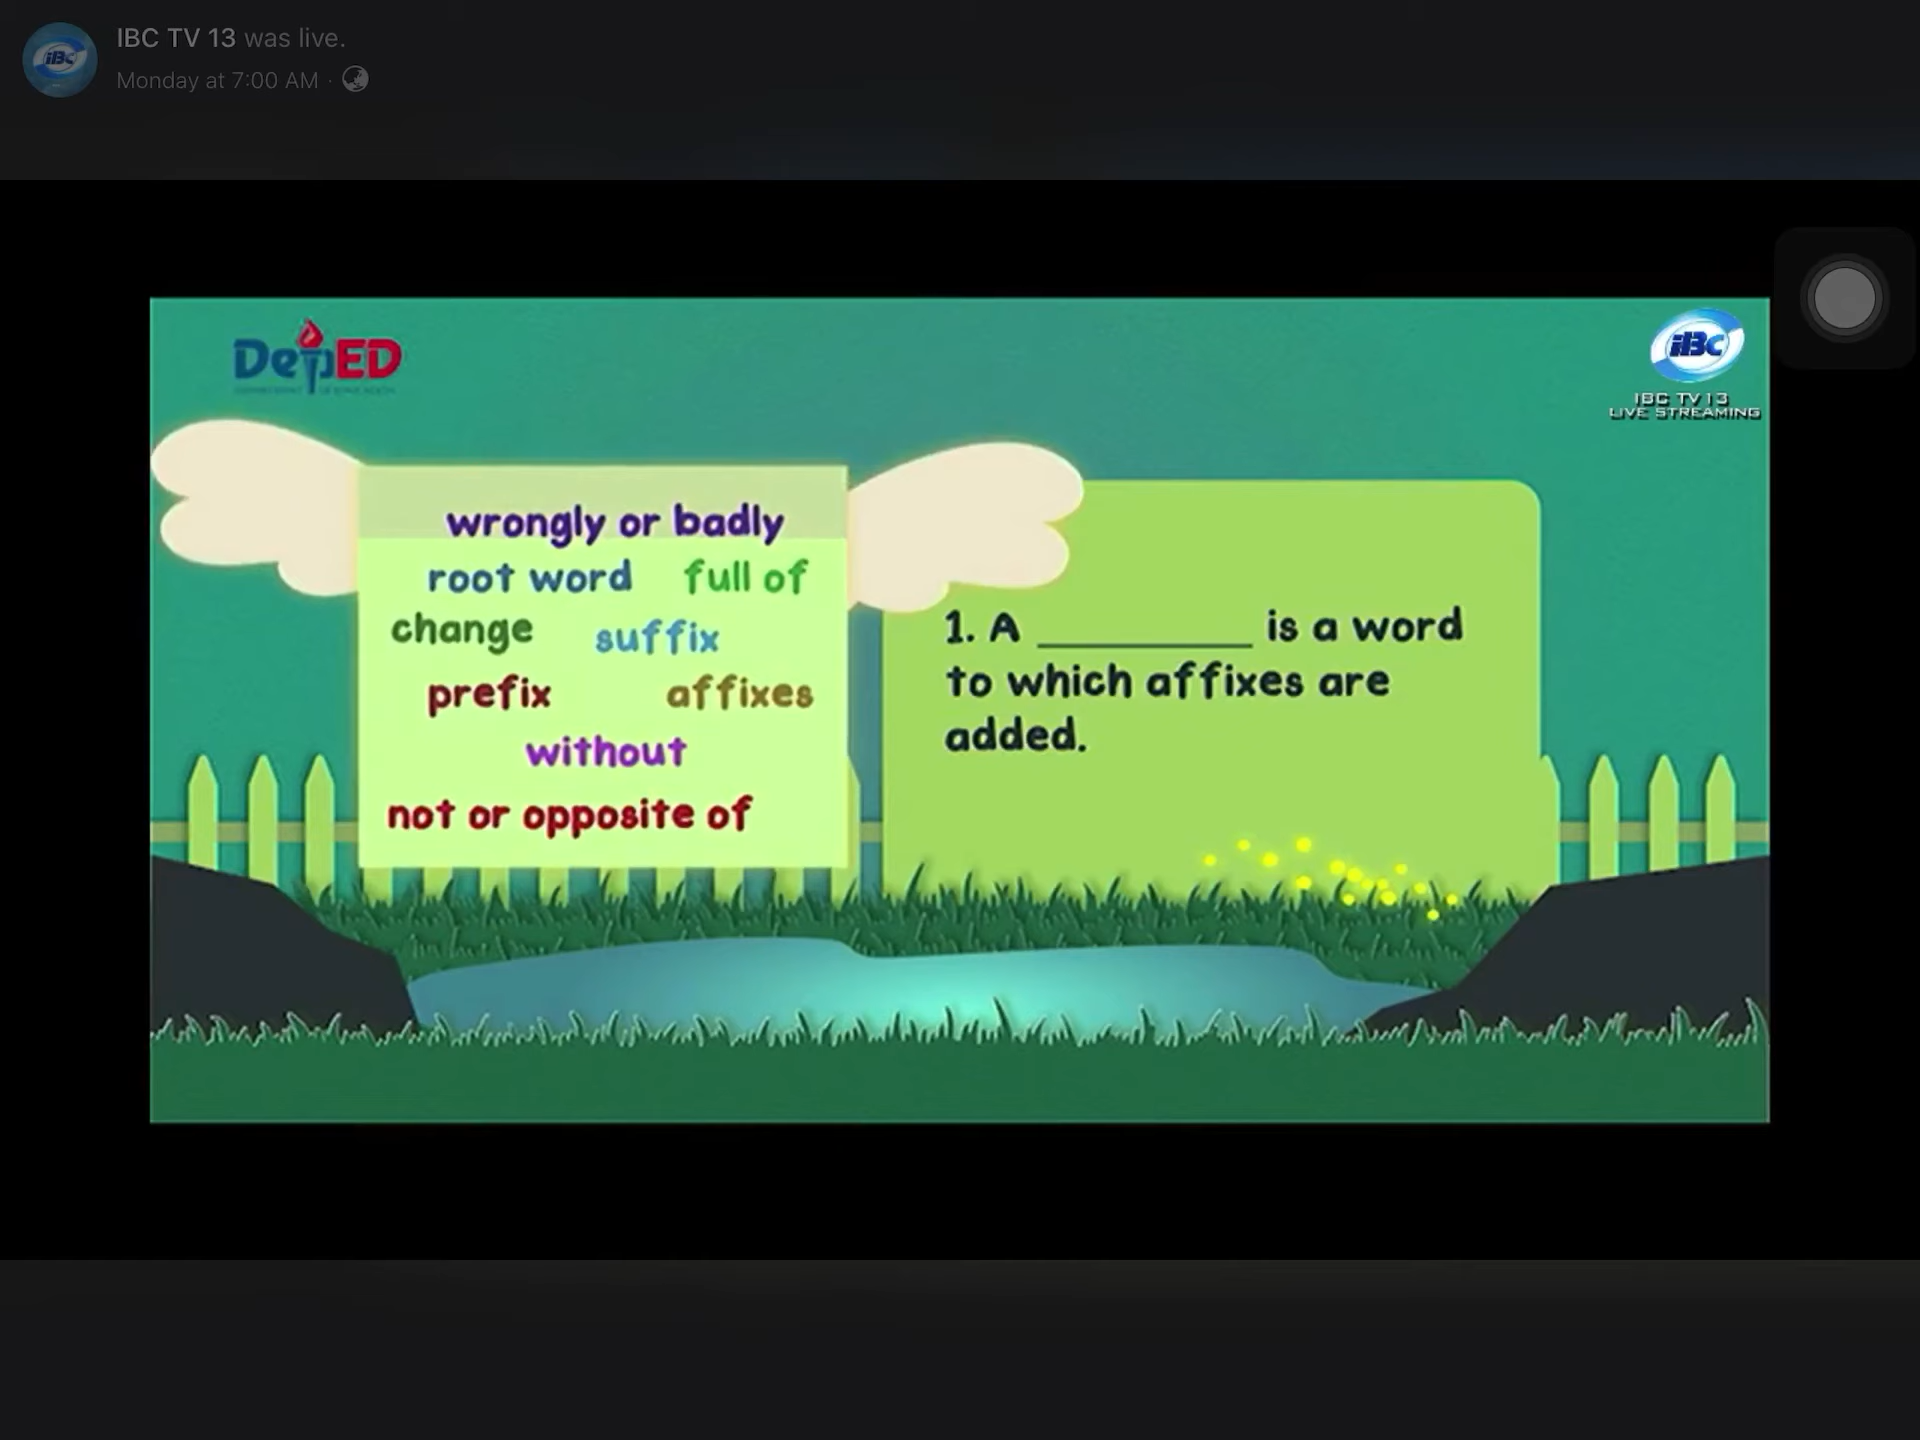 IBC TV 13 was live.
Monday at 7:00 AM ·
DepED
iBC
IBC TV 13
LIVE STREAMING
wrongly or badly
root word full of
change suffix
prefix affixes
without
not or opposite of
1. A __________ is a word
to which affixes are
added.